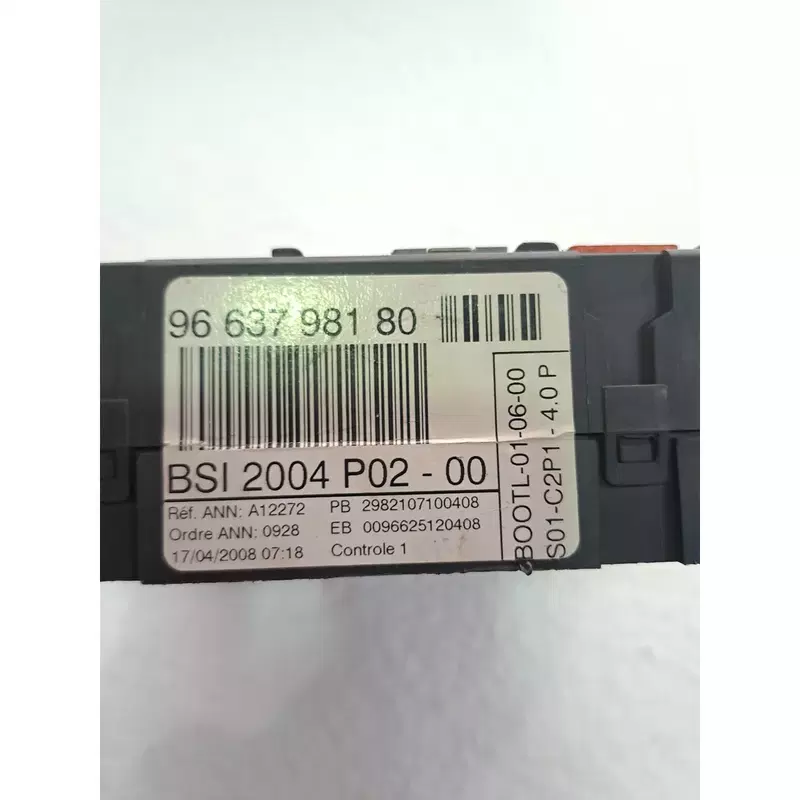 96 637 981 80
BSI 2004 P02 - 00
Réf. ANN: A12272 PB 2982107100408
Ordre ANN: 0928 EB 0096625120408
17/04/2008 07:18 Controle 1
BOOTL-01-06-00
S01-C2P1 - 4.0 P